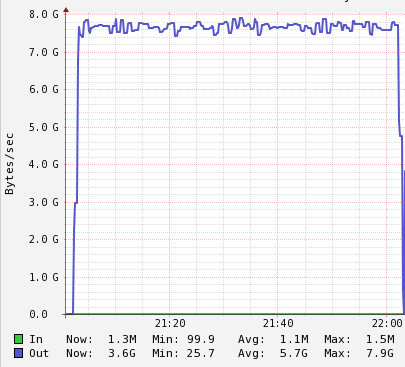 8.0 G
7.0 G
6.0 G
5.0 G
4.0 G
3.0 G
2.0 G
1.0 G
0.0
Bytes/sec
21:20 21:40 22:00
In Now: 1.3M Min: 99.9 Avg: 1.1M Max: 1.5M
Out Now: 3.6G Min: 25.7 Avg: 5.7G Max: 7.9G